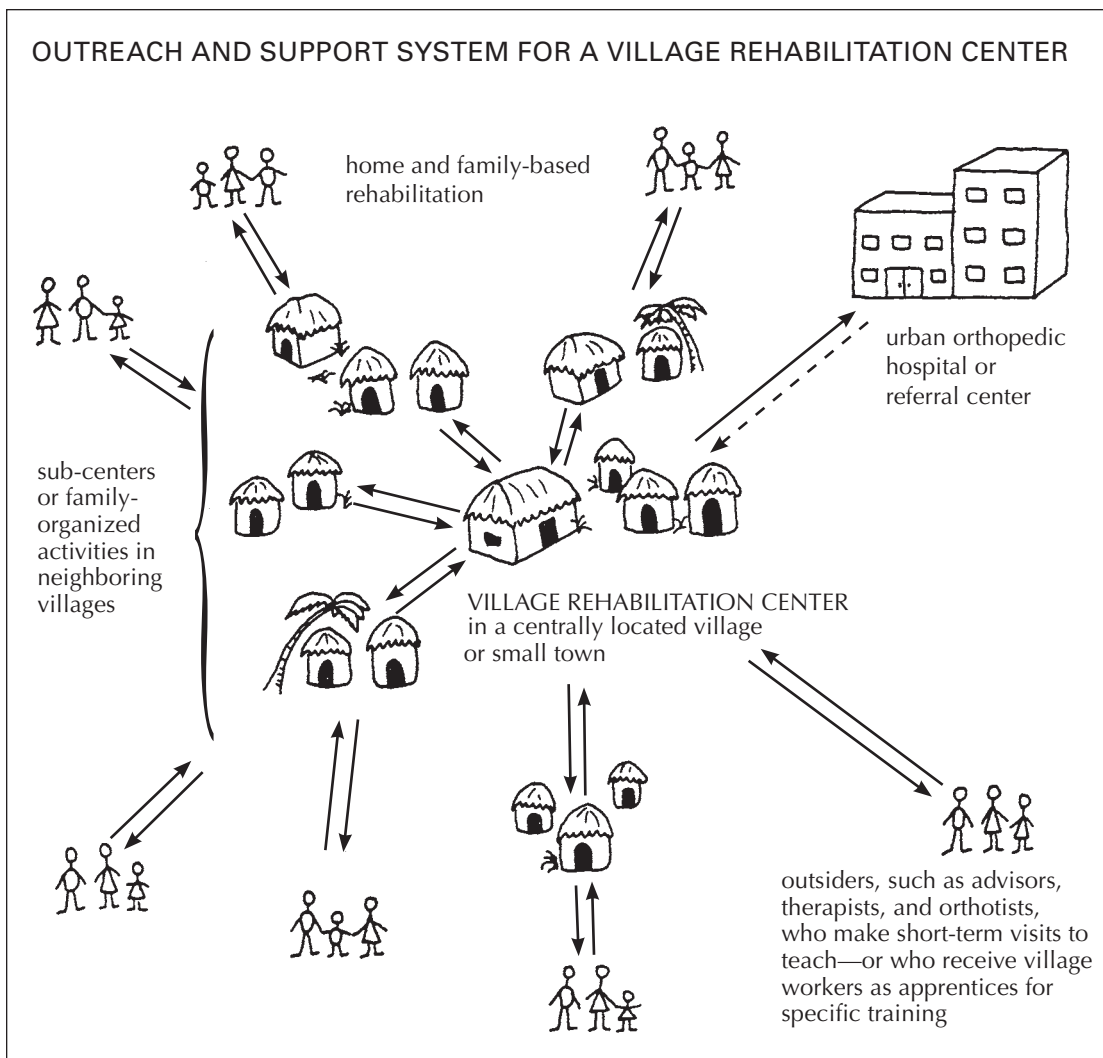 OUTREACH AND SUPPORT SYSTEM FOR A VILLAGE REHABILITATION CENTER
home and family-based
rehabilitation
urban orthopedic
hospital or
referral center
sub-centers
or family-
organized
activities in
neighboring
villages
VILLAGE REHABILITATION CENTER
in a centrally located village
or small town
outsiders, such as advisors,
therapists, and orthotists,
who make short-term visits to
teach—or who receive village
workers as apprentices for
specific training